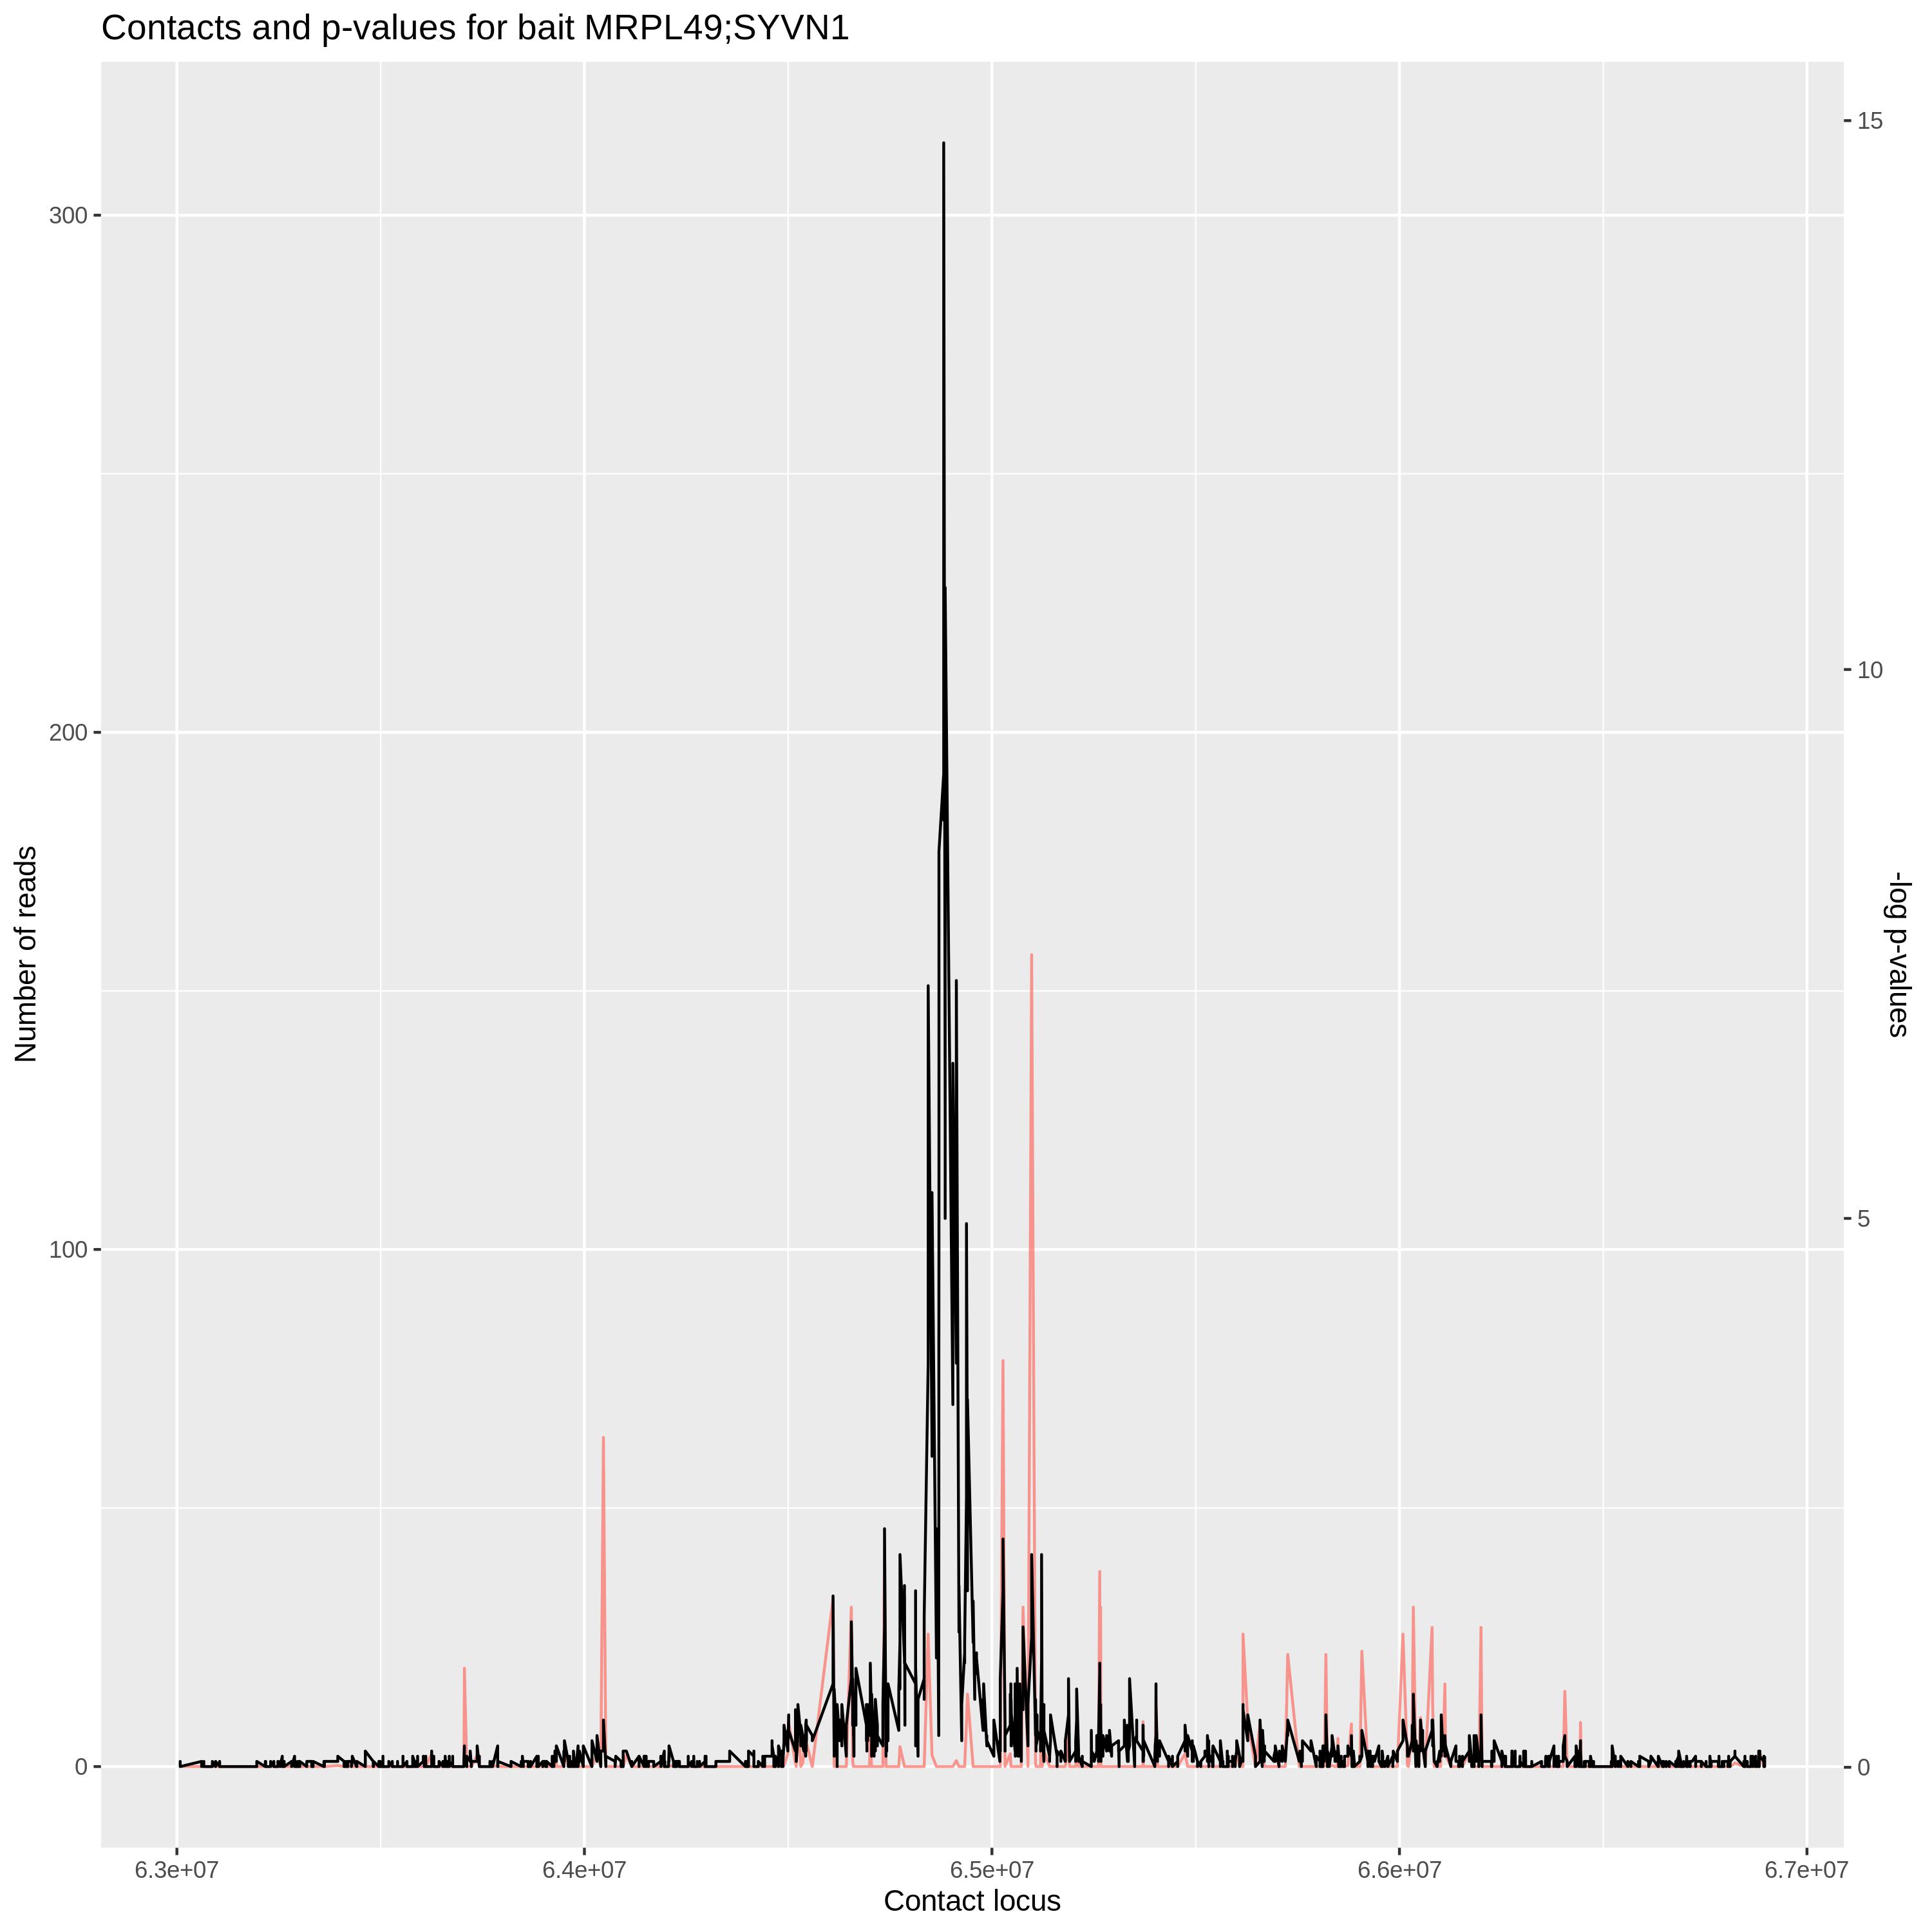 Contacts and p-values for bait MRPL49;SYVN1
15
300
10
200
Number of reads
-log p-values
5
100
0
0
6.3e+07
6.4e+07
6.5e+07
6.6e+07
6.7e+07
Contact locus